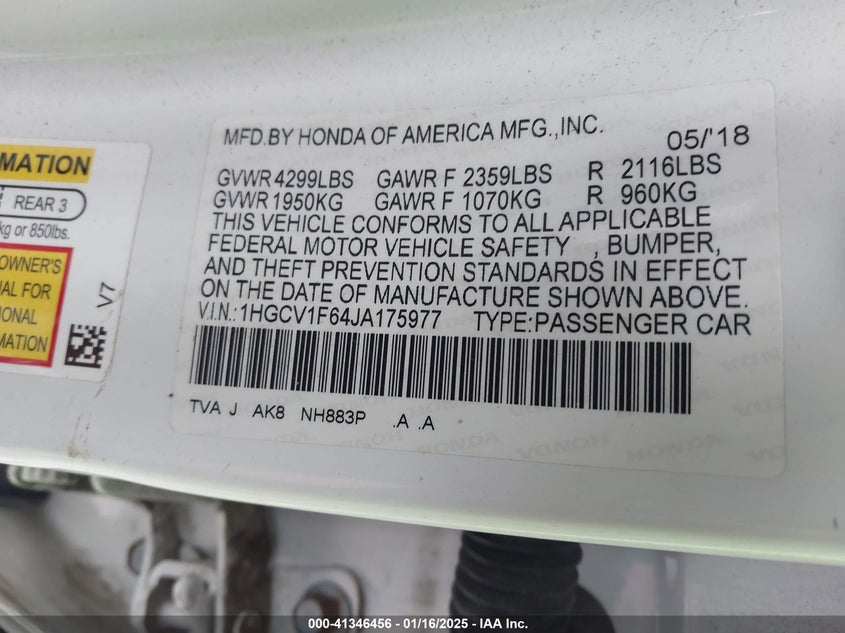 MATION
REAR 3
kg or 850lbs.
OWNER'S
AL FOR
ONAL
MATION
V7
MFD.BY HONDA OF AMERICA MFG.,INC. 05/'18
GVWR 4299LBS GAWR F 2359LBS R 2116LBS
GVWR 1950KG GAWR F 1070KG R 960KG
THIS VEHICLE CONFORMS TO ALL APPLICABLE
FEDERAL MOTOR VEHICLE SAFETY , BUMPER,
AND THEFT PREVENTION STANDARDS IN EFFECT
ON THE DATE OF MANUFACTURE SHOWN ABOVE.
V.I.N.:1HGCV1F64JA175977 TYPE:PASSENGER CAR
TVA J AK8 NH883P .A .A
000-41346456 - 01/16/2025 - IAA Inc.